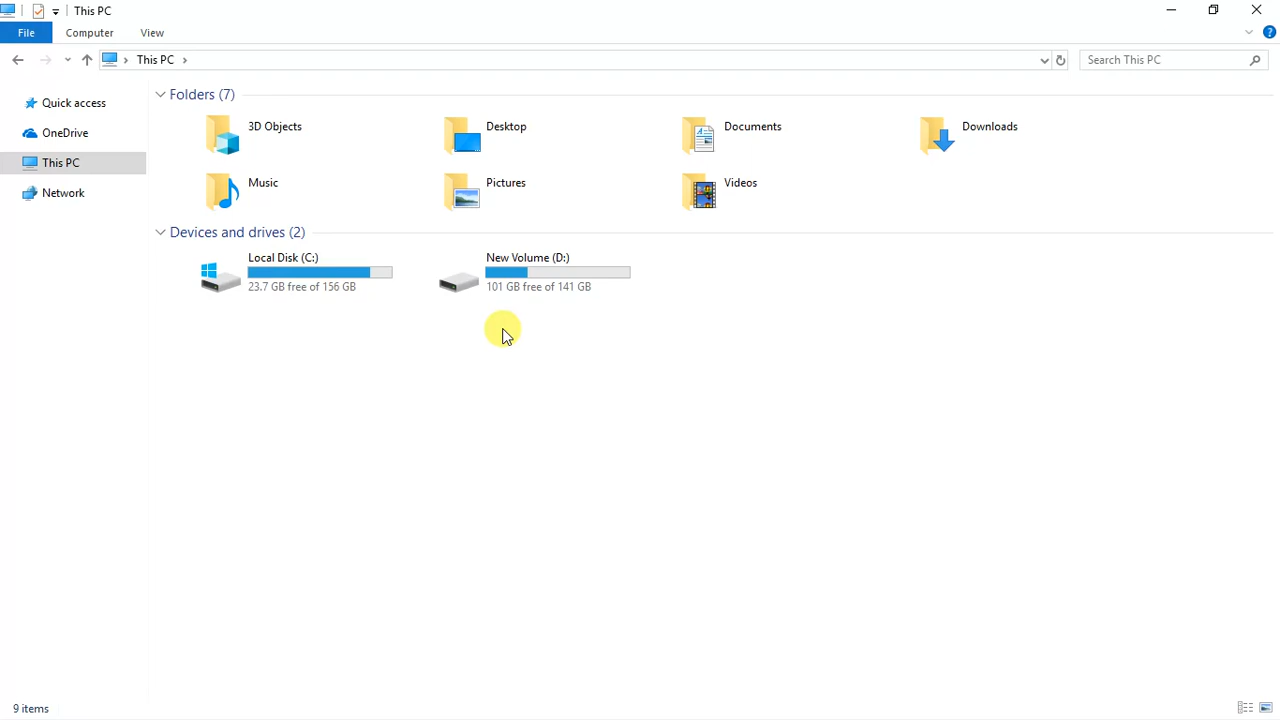 This PC
File Computer View
This PC
Search This PC
Quick access
OneDrive
This PC
Network
Folders (7)
3D Objects
Desktop
Documents
Downloads
Music
Pictures
Videos
Devices and drives (2)
Local Disk (C:)
23.7 GB free of 156 GB
New Volume (D:)
101 GB free of 141 GB
9 items